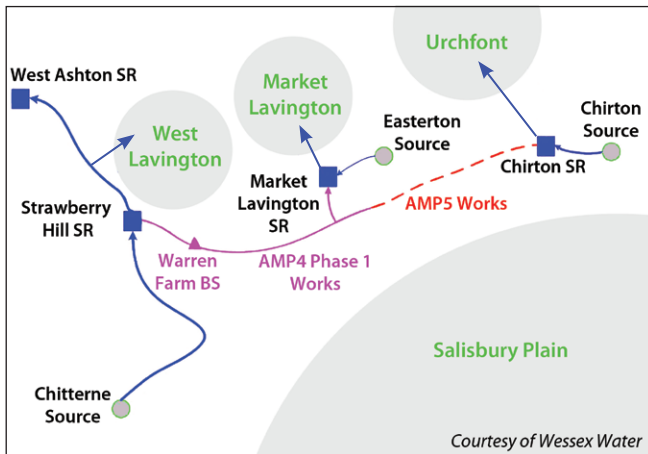 Urchfont
West Ashton SR
Market
Lavington
West
Lavington
Easterton
Source
Chirton
Source
Chirton SR
Market
Lavington
SR
AMP5 Works
Strawberry
Hill SR
Warren
Farm BS
AMP4 Phase 1
Works
Salisbury Plain
Chitterne
Source
Courtesy of Wessex Water